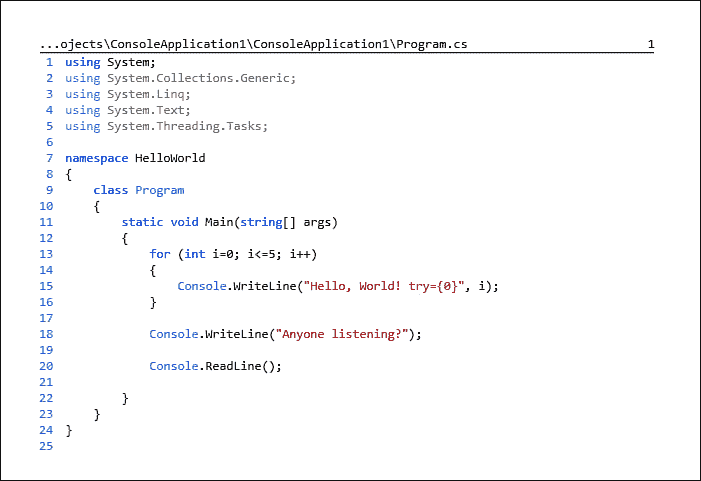 ...ojects\ConsoleApplication1\ConsoleApplication1\Program.cs 1
1 using System;
2 using System.Collections.Generic;
3 using System.Linq;
4 using System.Text;
5 using System.Threading.Tasks;
6
7 namespace HelloWorld
8 {
9     class Program
10     {
11         static void Main(string[] args)
12         {
13             for (int i=0; i<=5; i++)
14             {
15                 Console.WriteLine("Hello, World! try={0}", i);
16             }
17
18             Console.WriteLine("Anyone listening?");
19
20             Console.ReadLine();
21
22         }
23     }
24 }
25